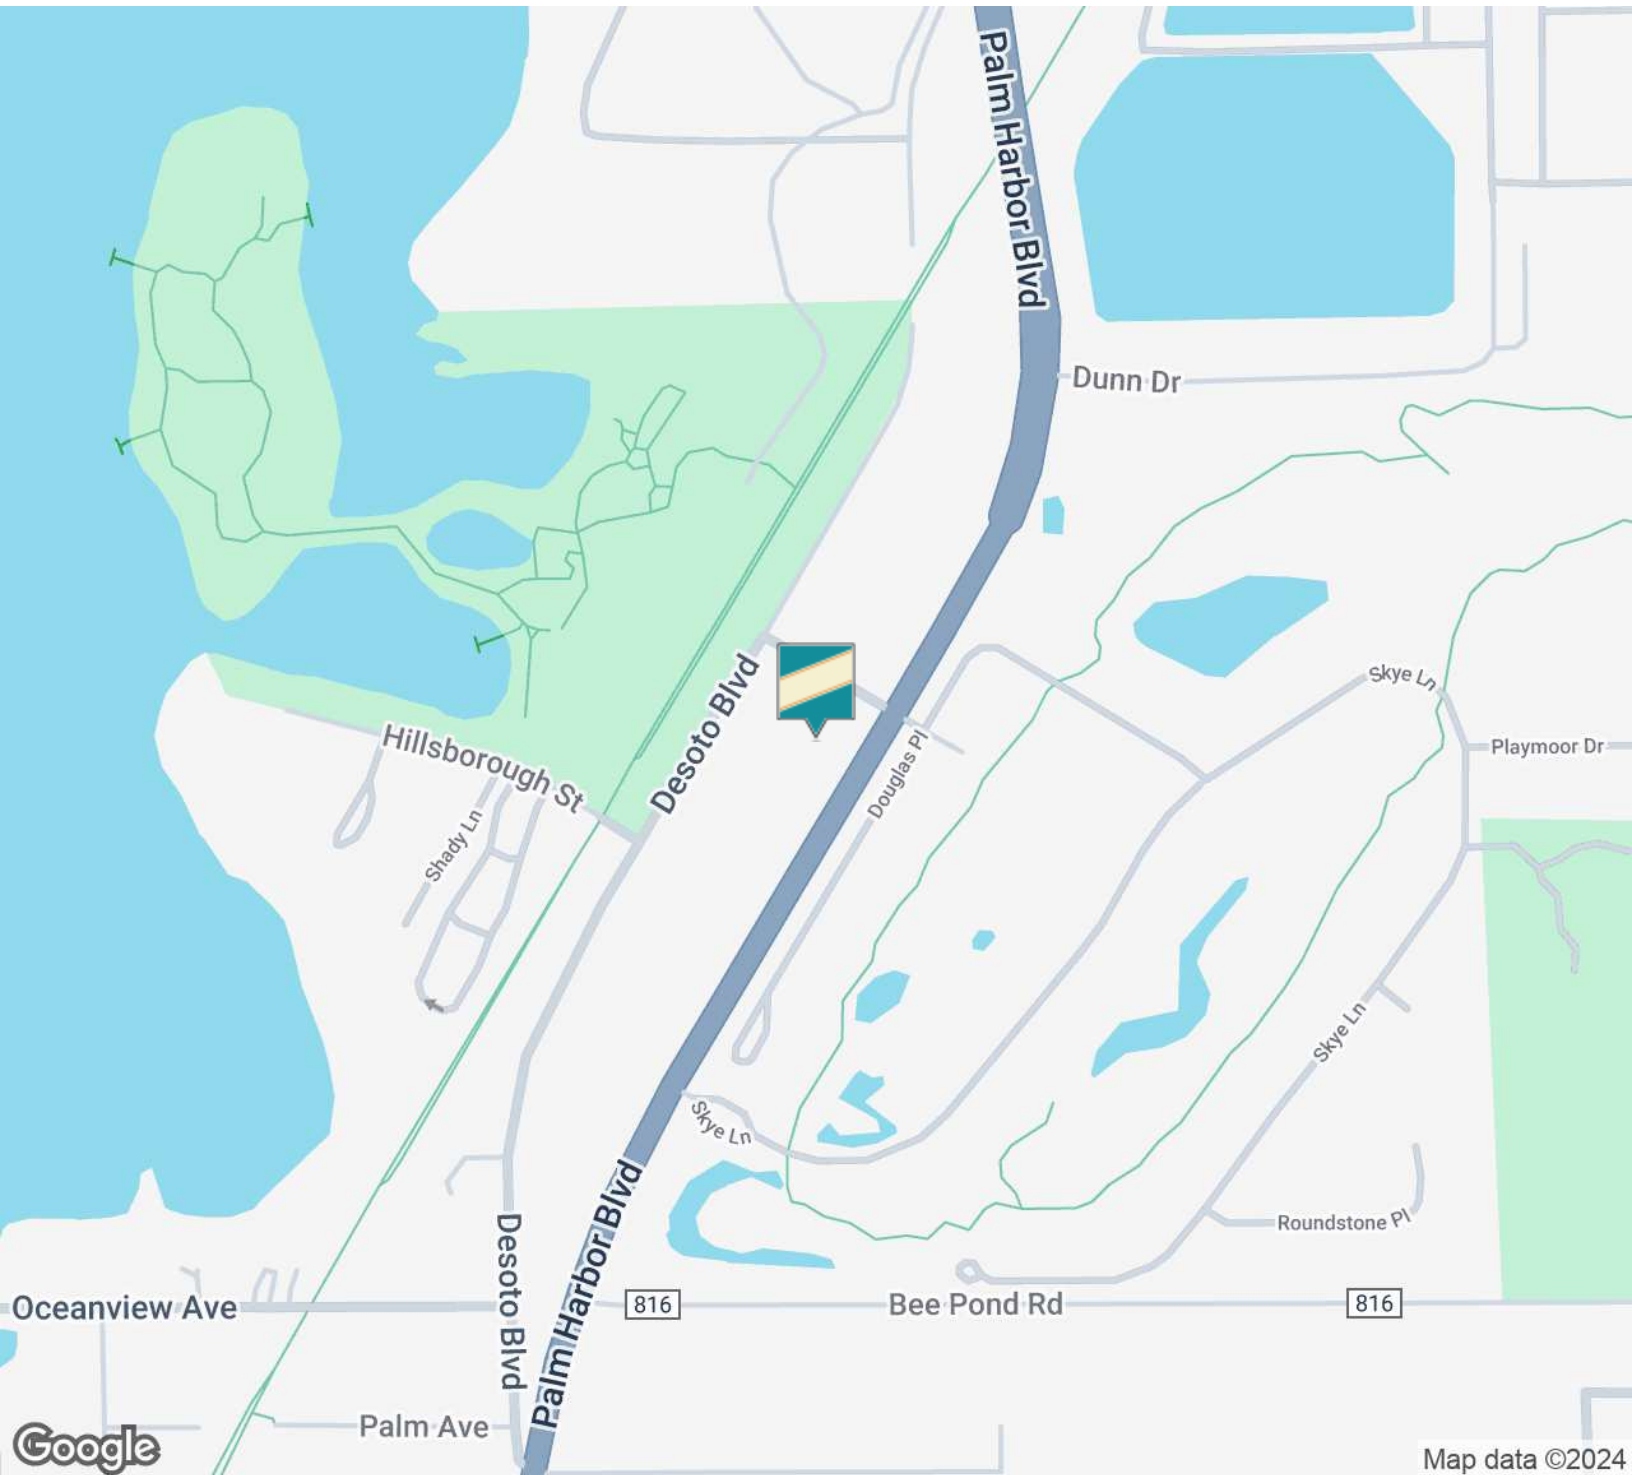 Palm Harbor Blvd
Dunn Dr
Skye Ln
Desoto Blvd
Hillsborough St
Playmoor Dr
Douglas Pl
Shady Ln
Skye Ln
Skye Ln
Palm Harbor Blvd
Desoto Blvd
Roundstone Pl
Oceanview Ave
816
Bee Pond Rd
816
Palm Ave
Google
Map data ©2024